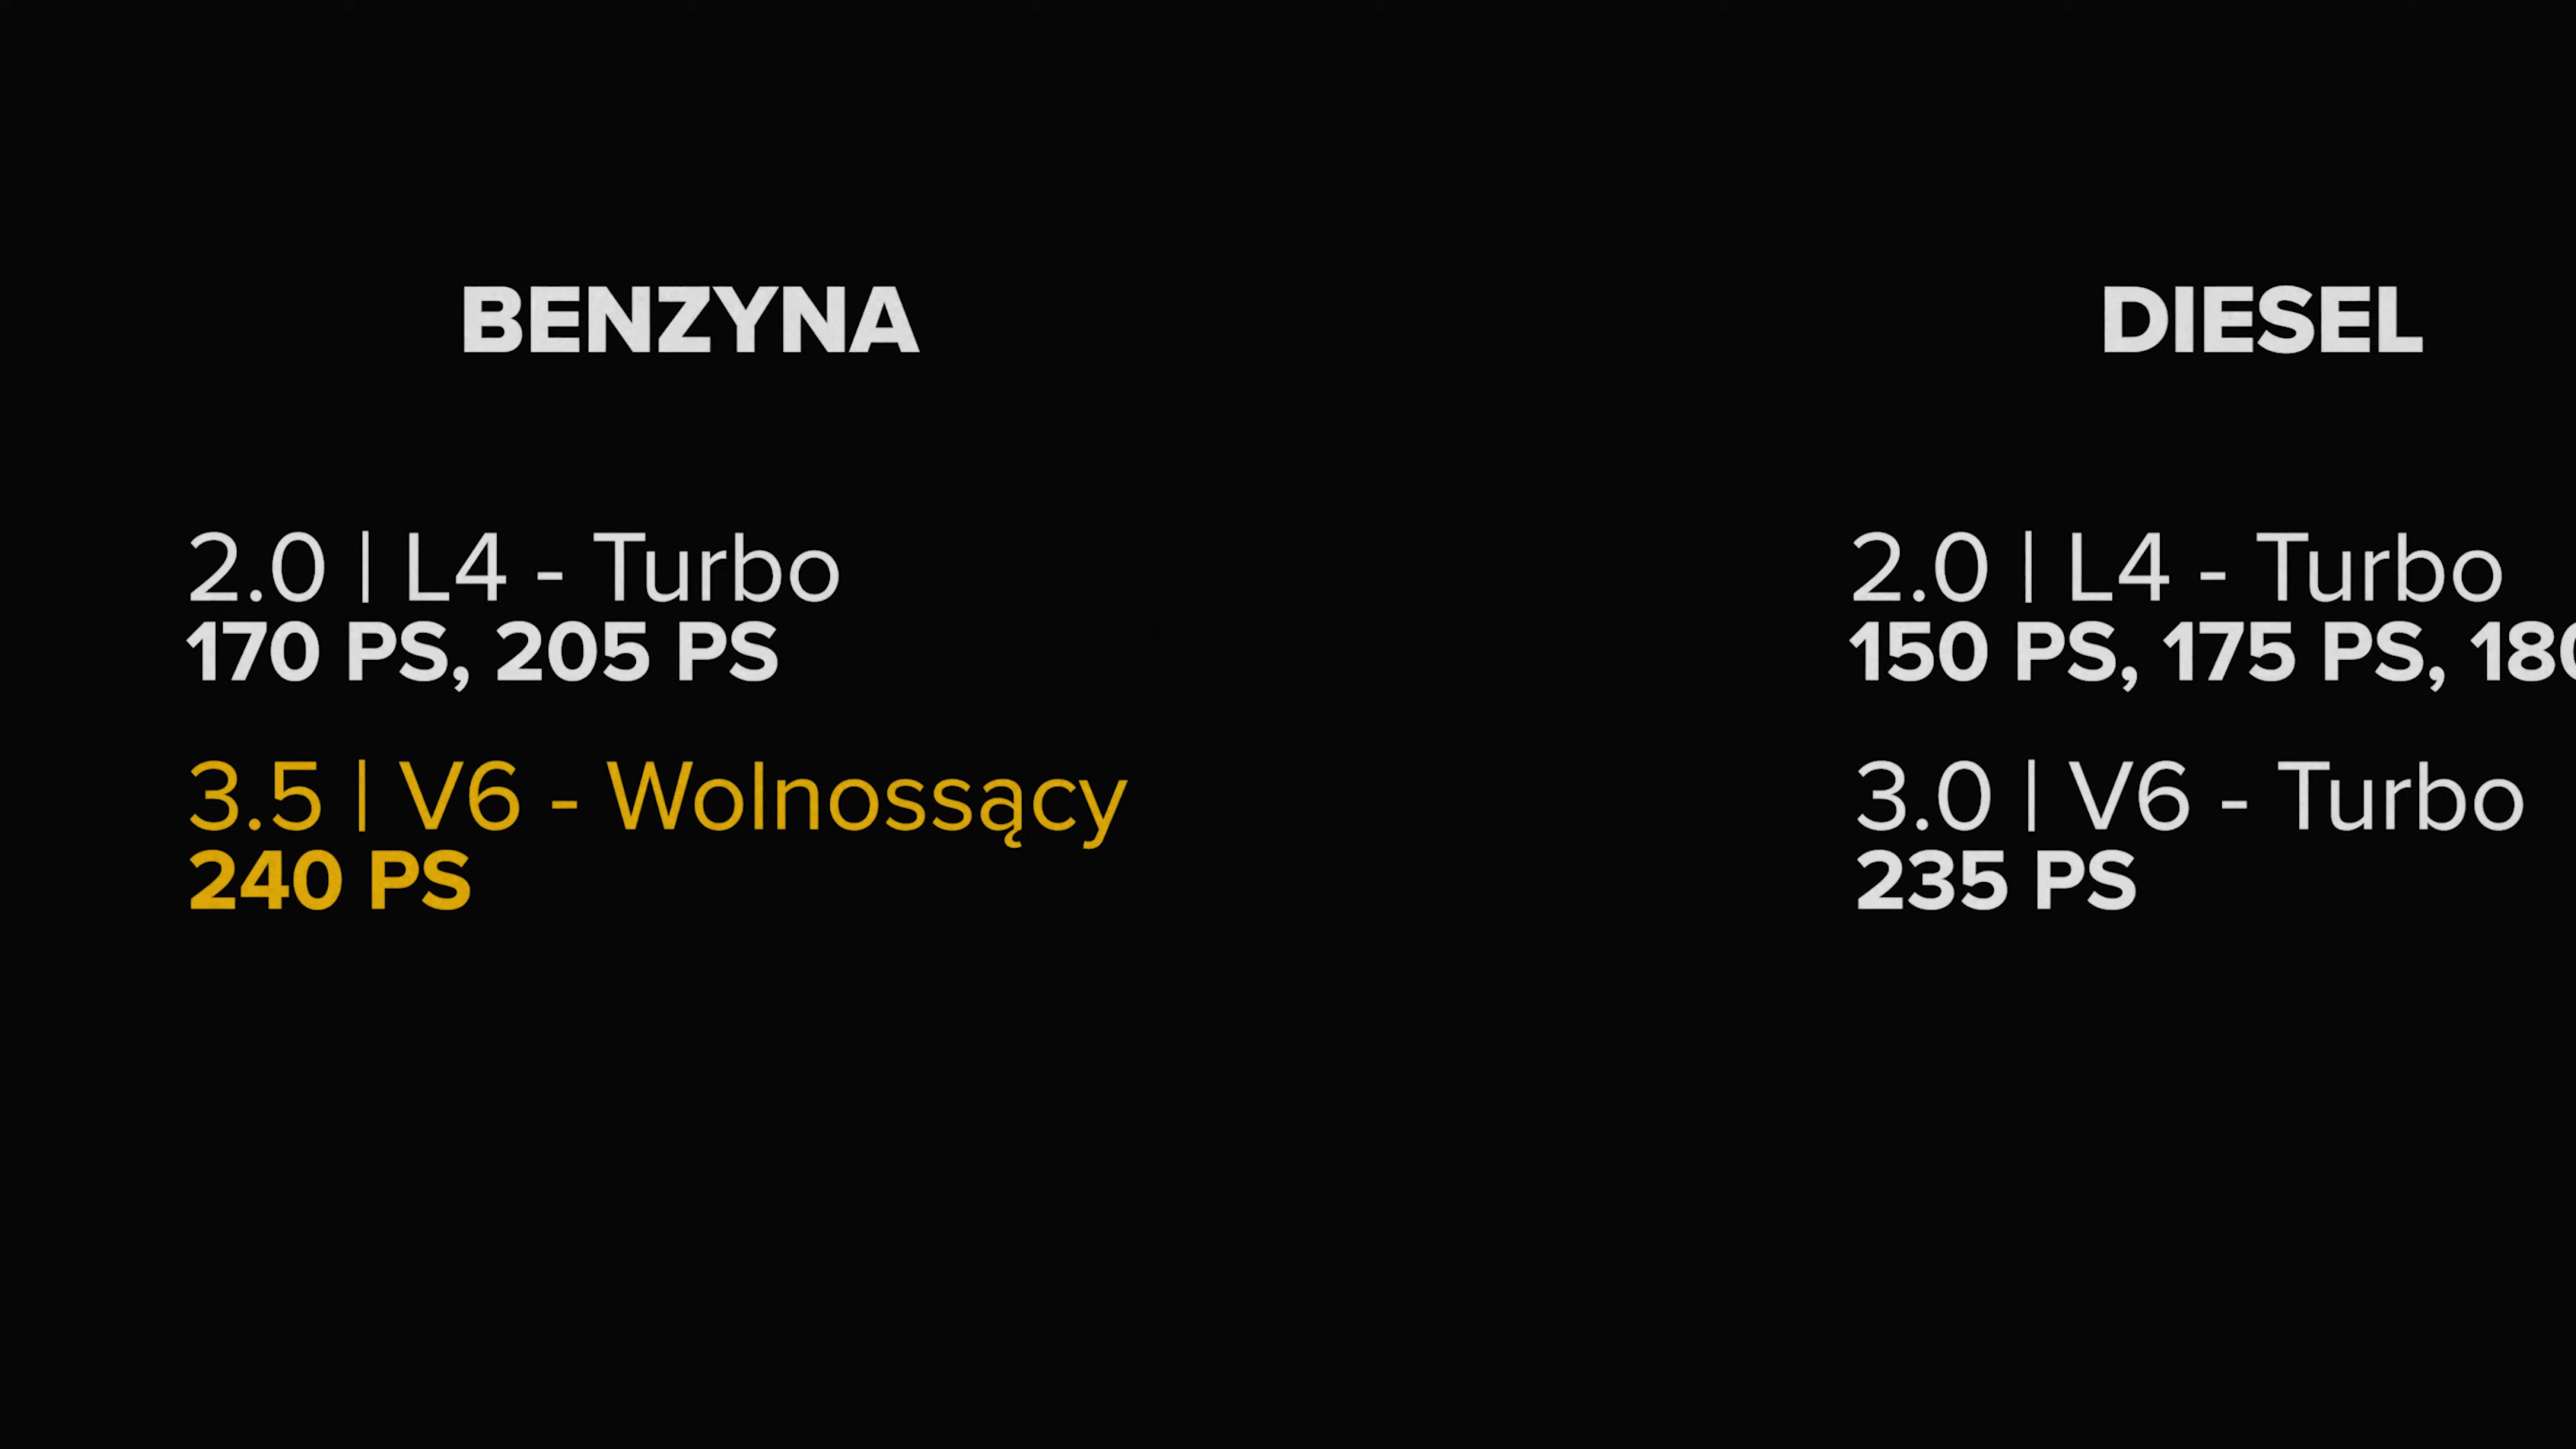 BENZYNA
2.0 | L4 - Turbo
170 PS, 205 PS
3.5 | V6 - Wolnossący
240 PS
DIESEL
2.0 | L4 - Turbo
150 PS, 175 PS, 180
3.0 | V6 - Turbo
235 PS